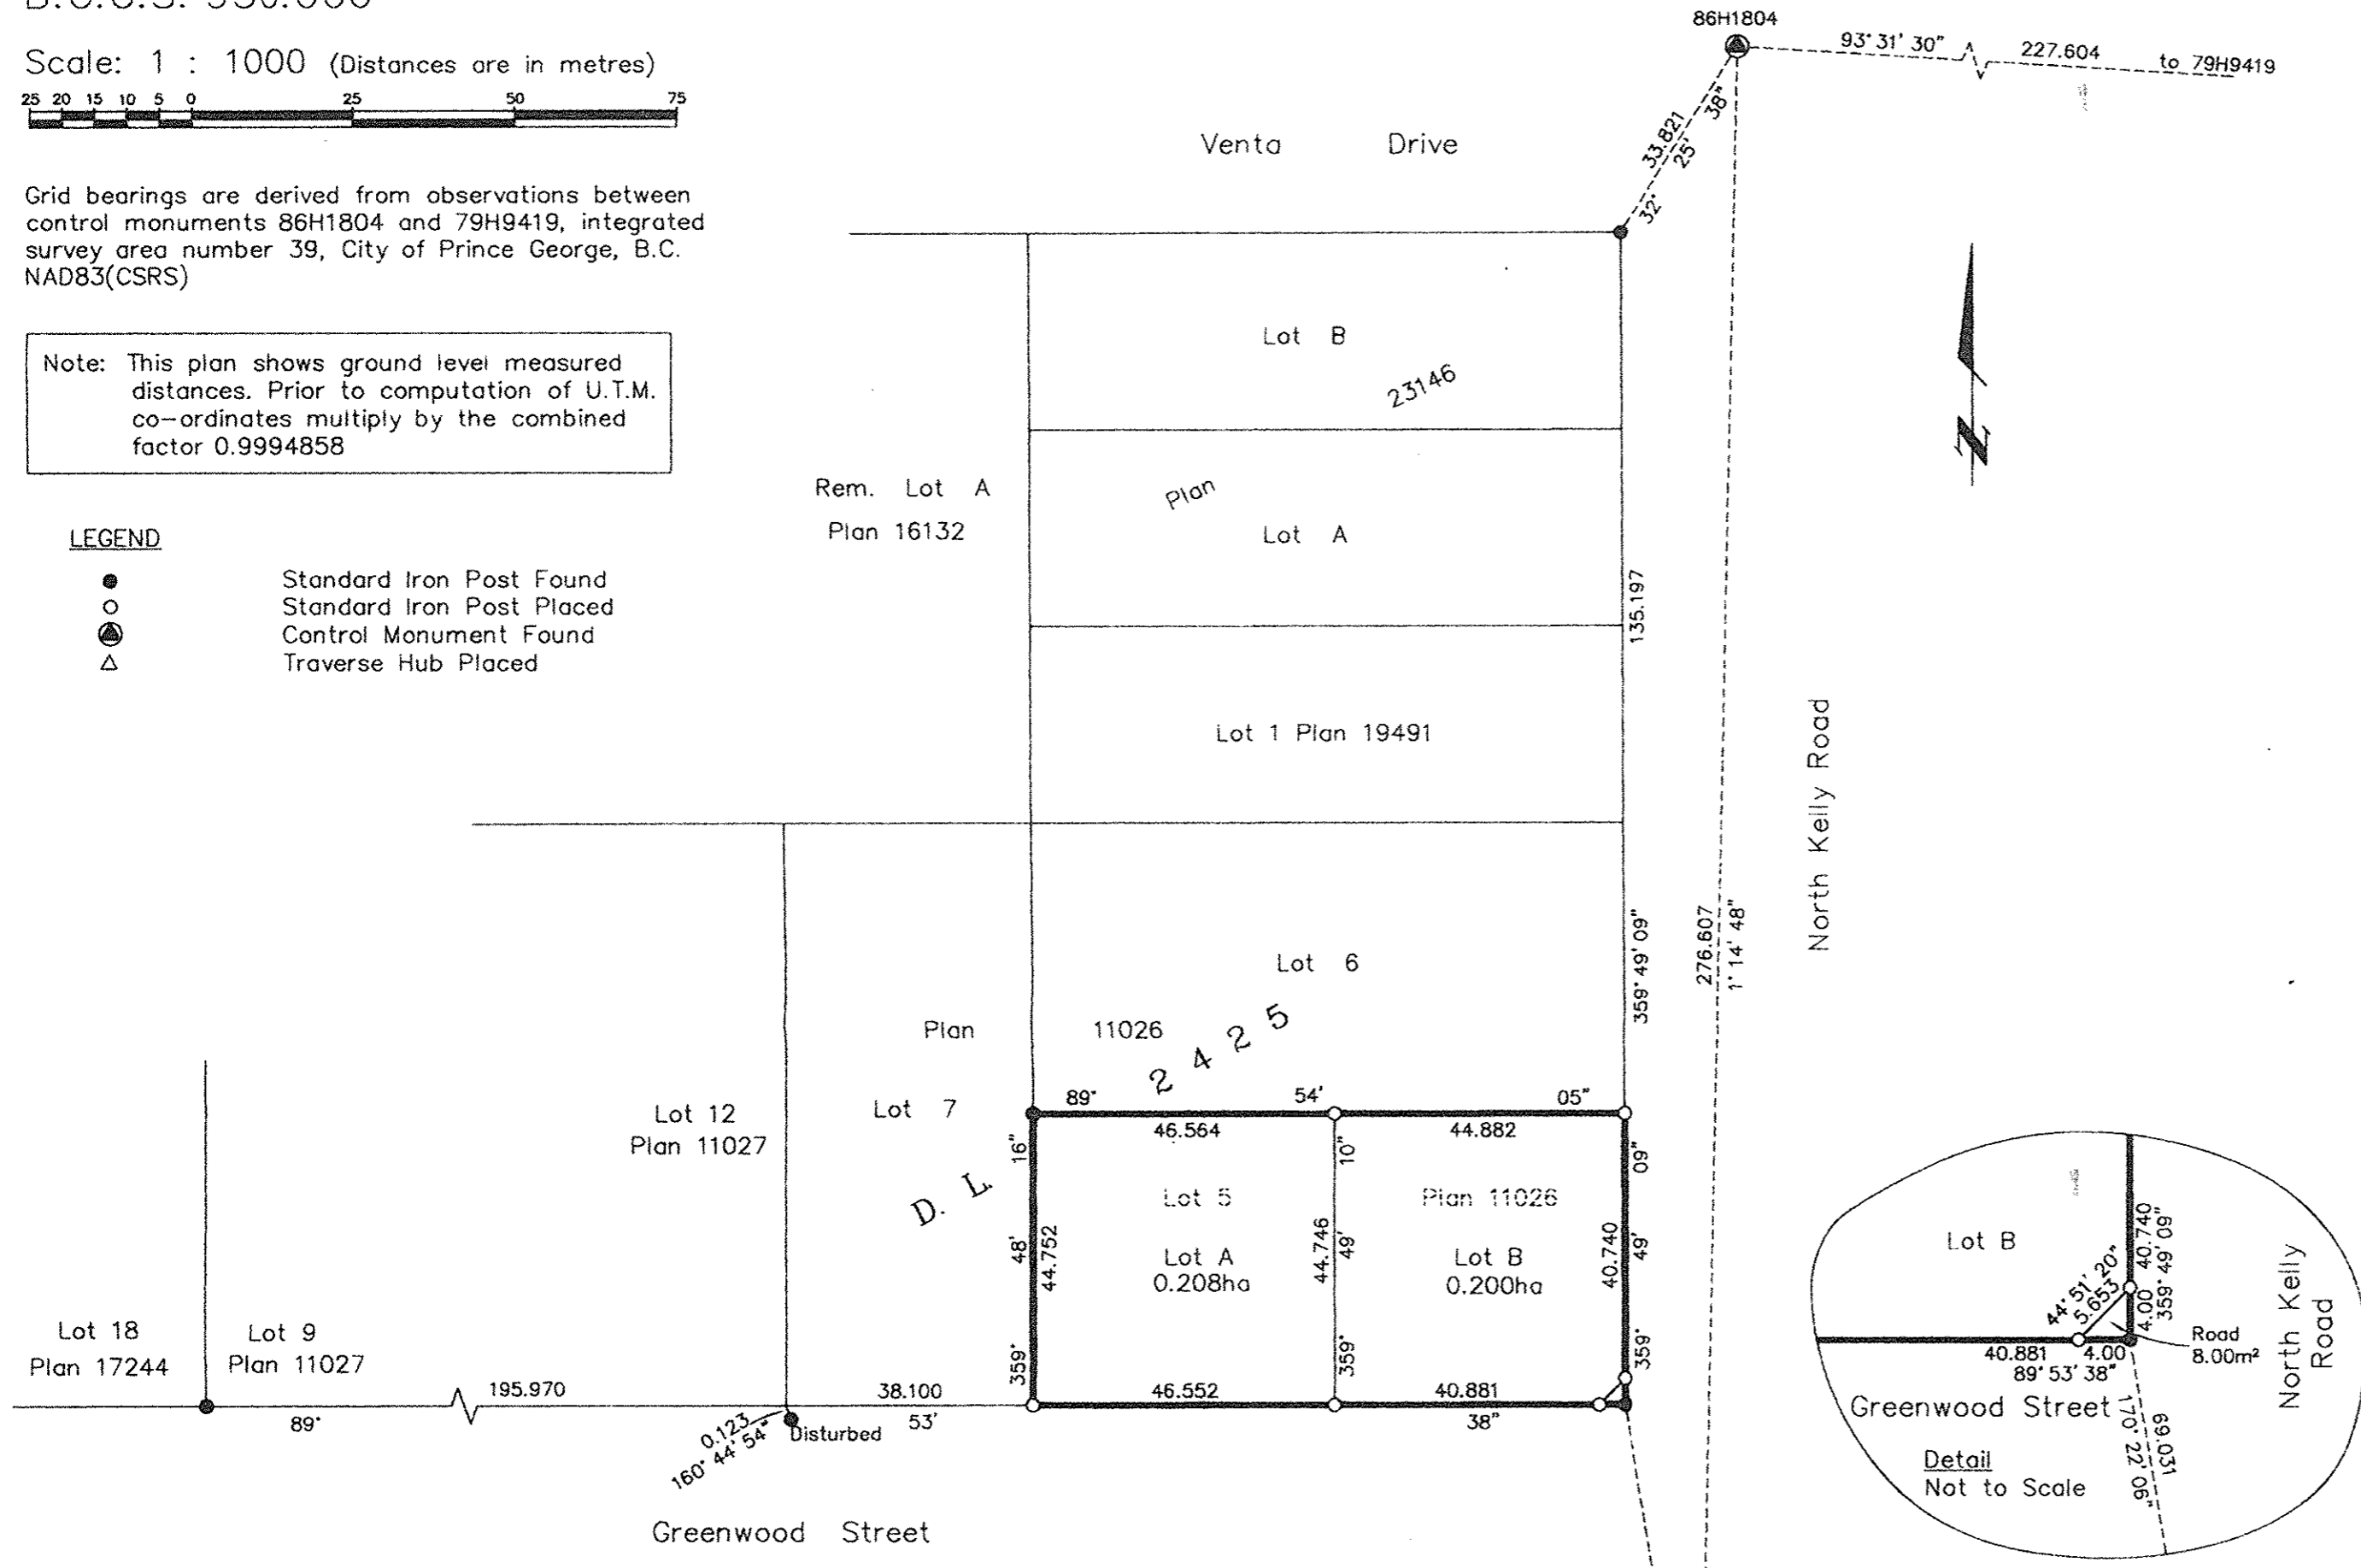 Scale: 1 : 1000 (Distances are in metres)
25 20 15 10 5 0 25 50 75
Grid bearings are derived from observations between
control monuments 86H1804 and 79H9419, integrated
survey area number 39, City of Prince George, B.C.
NAD83(CSRS)
Note: This plan shows ground level measured
distances. Prior to computation of U.T.M.
co-ordinates multiply by the combined
factor 0.9994858
LEGEND
Standard Iron Post Found
Standard Iron Post Placed
Control Monument Found
Traverse Hub Placed
86H1804
93° 31' 30"
227.604
to 79H9419
33.821
32° 25' 38"
Venta Drive
Lot B
23146
Plan
Lot A
Rem. Lot A
Plan 16132
135.197
Lot 1 Plan 19491
North Kelly Road
276.607
1° 14' 48"
359° 49' 09"
Lot 6
Plan 11026
D. L 2425
Lot 12
Plan 11027
Lot 7
89° 54' 05"
46.564
44.882
359° 48' 16"
44.752
Lot 5
Plan 11026
Lot A
0.208ha
359° 49' 10"
44.746
Lot B
0.200ha
40.740
359° 49' 09"
Lot 18
Plan 17244
Lot 9
Plan 11027
195.970
38.100
46.552
40.881
89° 53' 38"
0.123
160° 44' 54"
Disturbed
Greenwood Street
Lot B
44° 51' 20"
5.653
40.740
4.00
359° 49' 09"
Road
8.00m²
North Kelly
Road
40.881 4.00
89° 53' 38"
Greenwood Street
69.031
170° 22' 06"
Detail
Not to Scale
N